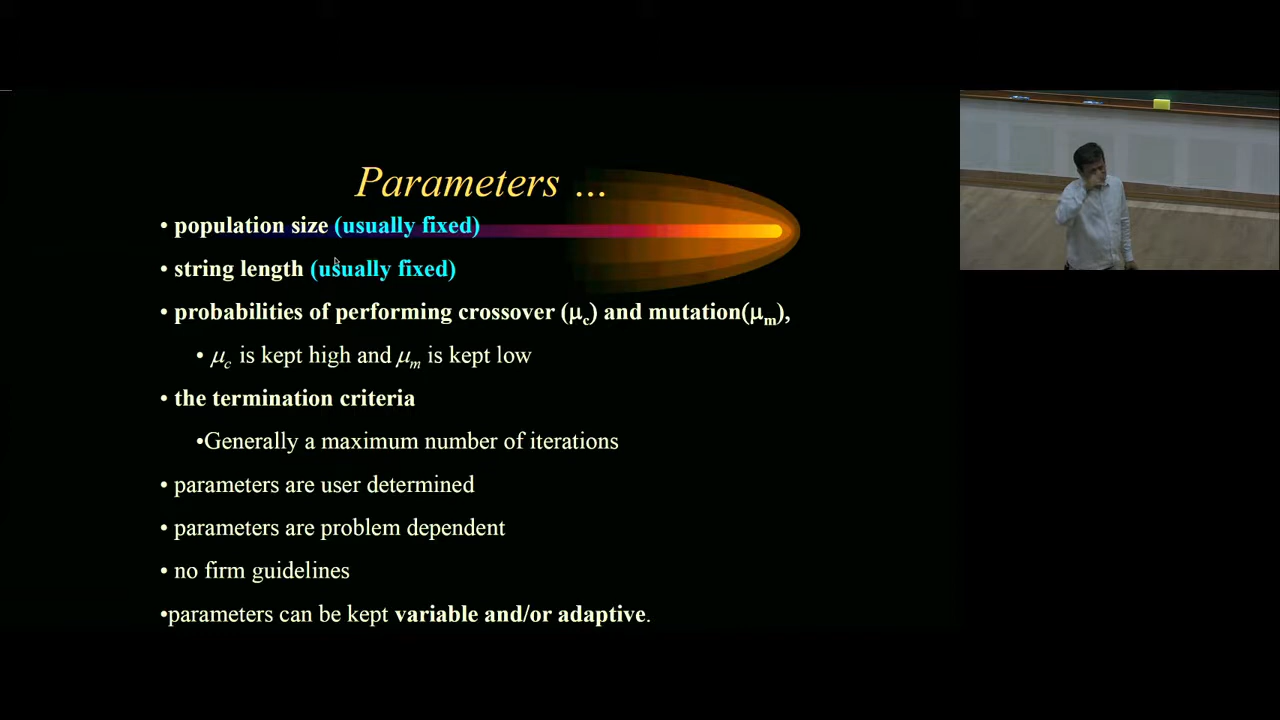 Parameters ...
• population size (usually fixed)
• string length (usually fixed)
• probabilities of performing crossover (μc) and mutation(μm),
• μc is kept high and μm is kept low
• the termination criteria
•Generally a maximum number of iterations
• parameters are user determined
• parameters are problem dependent
• no firm guidelines
•parameters can be kept variable and/or adaptive.